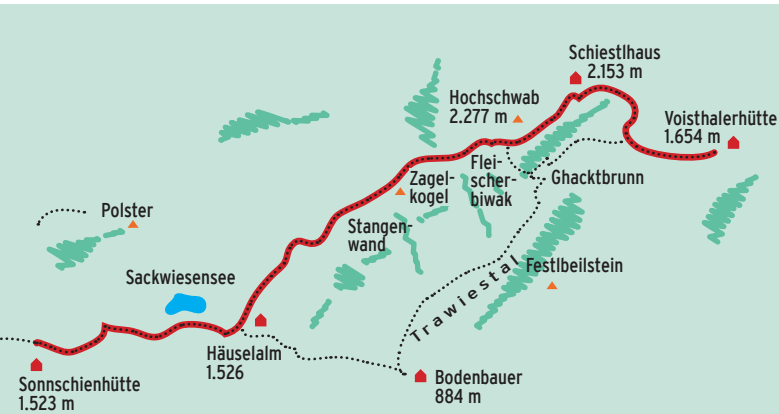 Schiestlhaus
2.153 m
Hochschwab
2.277 m
Voisthalerhütte
1.654 m
Flei-
scher-
biwak
Ghacktbrunn
Zagel-
kogel
Polster
Stangen-
wand
Sackwiesensee
Festlbeilstein
Trawiestal
Häuselalm
1.526
Bodenbauer
884 m
Sonnschienhütte
1.523 m